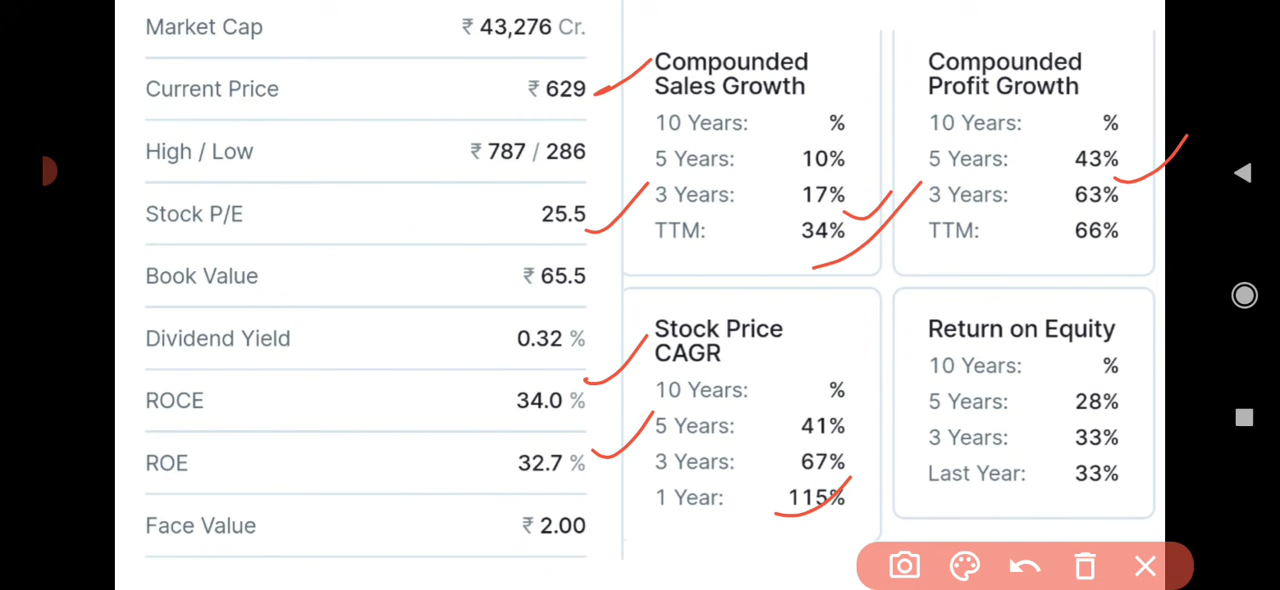 Market Cap ₹ 43,276 Cr.
Current Price ₹ 629
High / Low ₹ 787 / 286
Stock P/E 25.5
Book Value ₹ 65.5
Dividend Yield 0.32 %
ROCE 34.0 %
ROE 32.7 %
Face Value ₹ 2.00
Compounded
Sales Growth
10 Years: %
5 Years: 10%
3 Years: 17%
TTM: 34%
Compounded
Profit Growth
10 Years: %
5 Years: 43%
3 Years: 63%
TTM: 66%
Stock Price
CAGR
10 Years: %
5 Years: 41%
3 Years: 67%
1 Year: 115%
Return on Equity
10 Years: %
5 Years: 28%
3 Years: 33%
Last Year: 33%